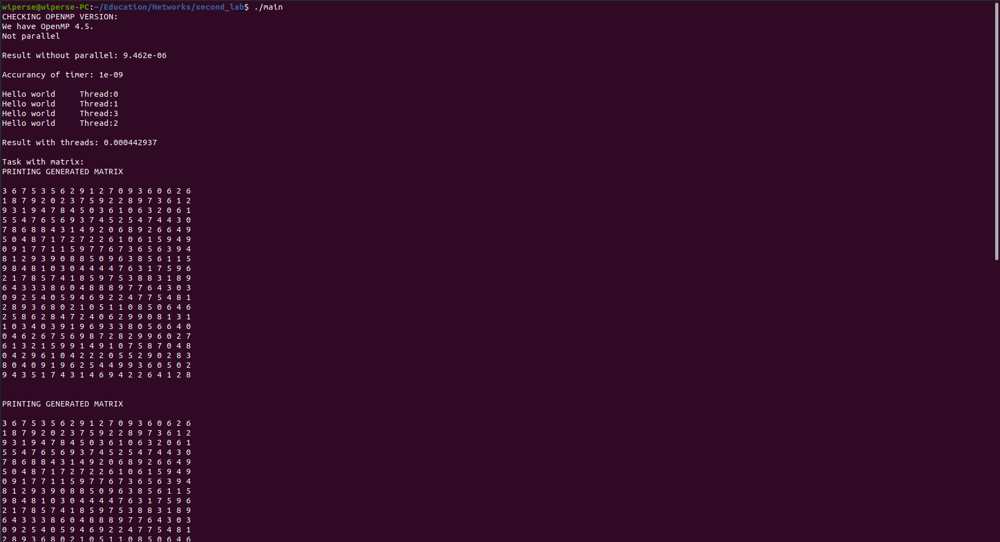 wiperse@wiperse-PC:~/Education/Networks/second_lab$ ./main
CHECKING OPENMP VERSION:
We have OpenMP 4.5.
Not parallel
Result without parallel: 9.462e-06
Accurancy of timer: 1e-09
Hello world     Thread:0
Hello world     Thread:1
Hello world     Thread:3
Hello world     Thread:2
Result with threads: 0.000442937
Task with matrix:
PRINTING GENERATED MATRIX
3 6 7 5 3 5 6 2 9 1 2 7 0 9 3 6 0 6 2 6
1 8 7 9 2 0 2 3 7 5 9 2 2 8 9 7 3 6 1 2
9 3 1 9 4 7 8 4 5 0 3 6 1 0 6 3 2 0 6 1
5 5 4 7 6 5 6 9 3 7 4 5 2 5 4 7 4 4 3 0
7 8 6 8 8 4 3 1 4 9 2 0 6 8 9 2 6 6 4 9
5 0 4 8 7 1 7 2 7 2 2 6 1 0 6 1 5 9 4 9
0 9 1 7 7 1 1 5 9 7 7 6 7 3 6 5 6 3 9 4
8 1 2 9 3 9 0 8 8 5 0 9 6 3 8 5 6 1 1 5
9 8 4 8 1 0 3 0 4 4 4 4 7 6 3 1 7 5 9 6
2 1 7 8 5 7 4 1 8 5 9 7 5 3 8 8 3 1 8 9
6 4 3 3 3 8 6 0 4 8 8 8 9 7 7 6 4 3 0 3
0 9 2 5 4 0 5 9 4 6 9 2 2 4 7 7 5 4 8 1
2 8 9 3 6 8 0 2 1 0 5 1 1 0 8 5 0 6 4 6
2 5 8 6 2 8 4 7 2 4 0 6 2 9 9 0 8 1 3 1
1 0 3 4 0 3 9 1 9 6 9 3 3 8 0 5 6 6 4 0
0 4 6 2 6 7 5 6 9 8 7 2 8 2 9 9 6 0 2 7
6 1 3 2 1 5 9 9 1 4 9 1 0 7 5 8 7 0 4 8
0 4 2 9 6 1 0 4 2 2 2 0 5 5 2 9 0 2 8 3
8 0 4 0 9 1 9 6 2 5 4 4 9 9 3 6 0 5 0 2
9 4 3 5 1 7 4 3 1 4 6 9 4 2 2 6 4 1 2 8
PRINTING GENERATED MATRIX
3 6 7 5 3 5 6 2 9 1 2 7 0 9 3 6 0 6 2 6
1 8 7 9 2 0 2 3 7 5 9 2 2 8 9 7 3 6 1 2
9 3 1 9 4 7 8 4 5 0 3 6 1 0 6 3 2 0 6 1
5 5 4 7 6 5 6 9 3 7 4 5 2 5 4 7 4 4 3 0
7 8 6 8 8 4 3 1 4 9 2 0 6 8 9 2 6 6 4 9
5 0 4 8 7 1 7 2 7 2 2 6 1 0 6 1 5 9 4 9
0 9 1 7 7 1 1 5 9 7 7 6 7 3 6 5 6 3 9 4
8 1 2 9 3 9 0 8 8 5 0 9 6 3 8 5 6 1 1 5
9 8 4 8 1 0 3 0 4 4 4 4 7 6 3 1 7 5 9 6
2 1 7 8 5 7 4 1 8 5 9 7 5 3 8 8 3 1 8 9
6 4 3 3 3 8 6 0 4 8 8 8 9 7 7 6 4 3 0 3
0 9 2 5 4 0 5 9 4 6 9 2 2 4 7 7 5 4 8 1
2 8 9 3 6 8 0 2 1 0 5 1 1 0 8 5 0 6 4 6